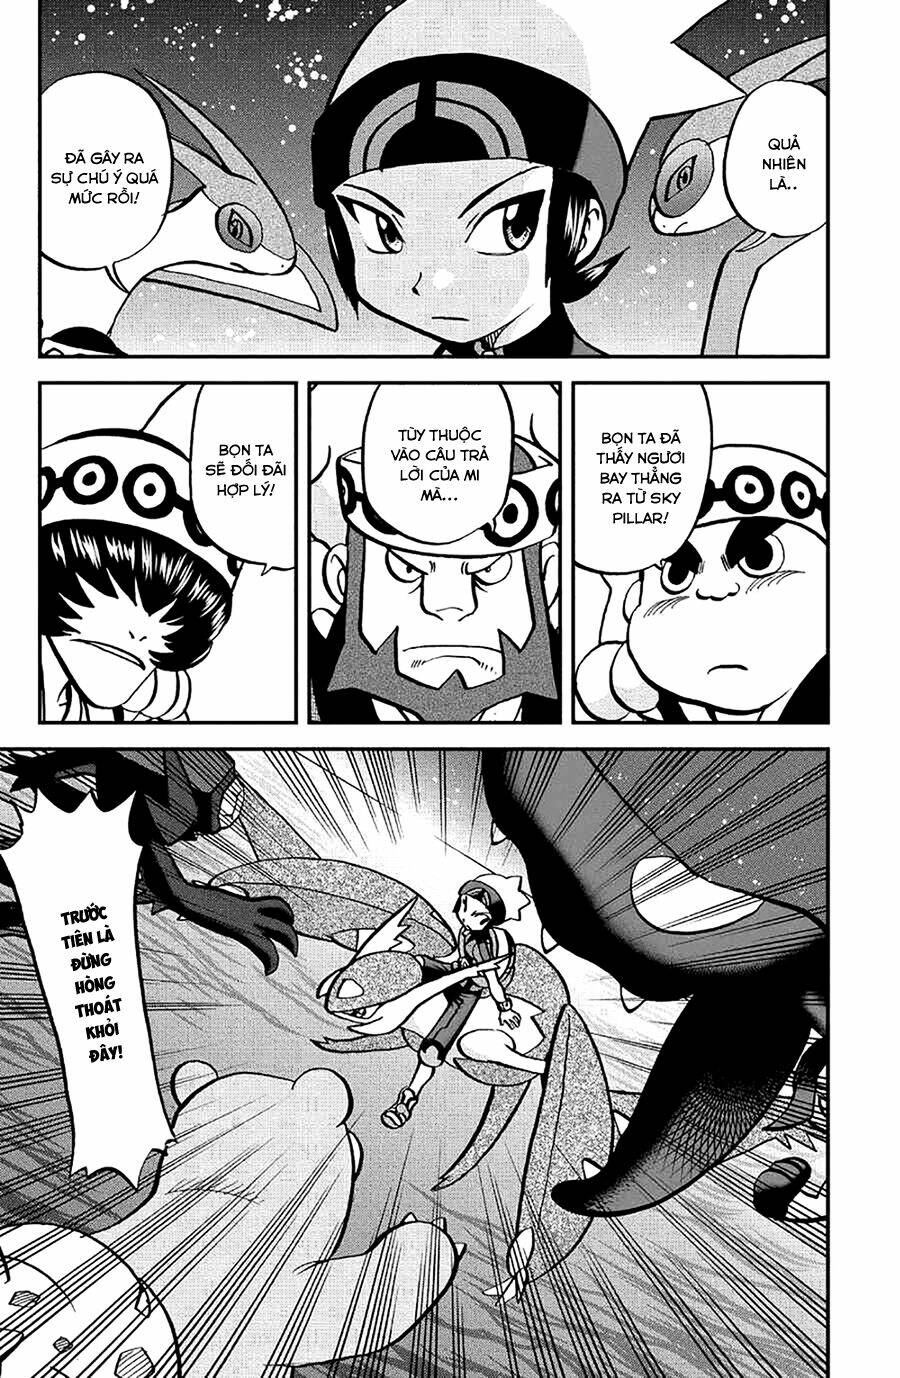 QUẢ
NHIÊN
LÀ..
ĐÃ GÂY RA
SỰ CHÚ Ý QUÁ
MỨC RỒI!
BỌN TA ĐÃ
THẤY NGƯƠI
BAY THẲNG
RA TỪ SKY
PILLAR!
TÙY THUỘC
VÀO CÂU TRẢ
LỜI CỦA MI
MÀ...
BỌN TA
SẼ ĐỐI ĐÃI
HỢP LÝ!
TRƯỚC
TIÊN LÀ
ĐỪNG
HÒNG
THOÁT
KHỎI
ĐÂY!